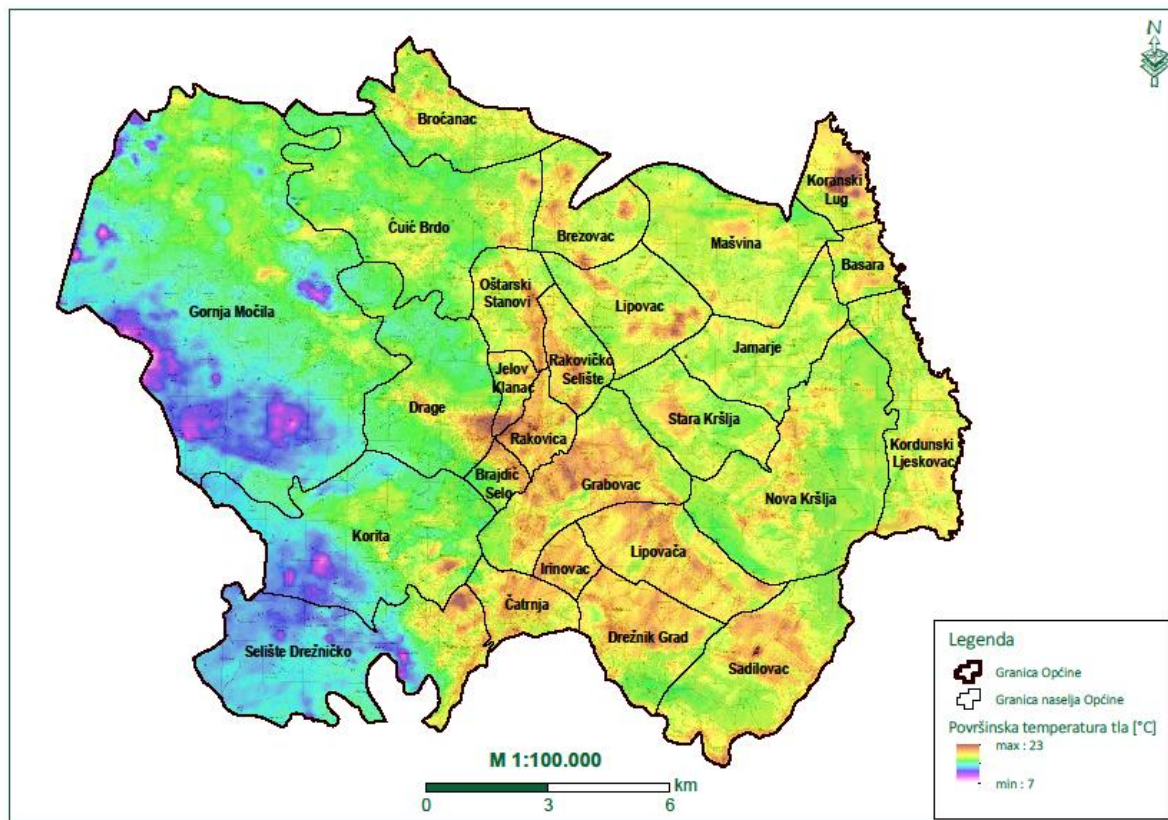 N
Broćanac
Koranski
Lug
Ćuić Brdo
Brezovac
Mašvina
Basara
Oštarski
Stanovi
Lipovac
Gornja Močila
Jamarje
Jelov
Klanac
Rakovičko
Selište
Drage
Stara Kršlja
Rakovica
Kordunski
Ljeskovac
Brajdić
Selo
Grabovac
Nova Kršlja
Korita
Lipovača
Irinovac
Čatrnja
Selište Drežničko
Drežnik Grad
Sadilovac
Legenda
Granica Općine
Granica naselja Općine
Površinska temperatura tla [°C]
max : 23
min : 7
M 1:100.000
km
0 3 6